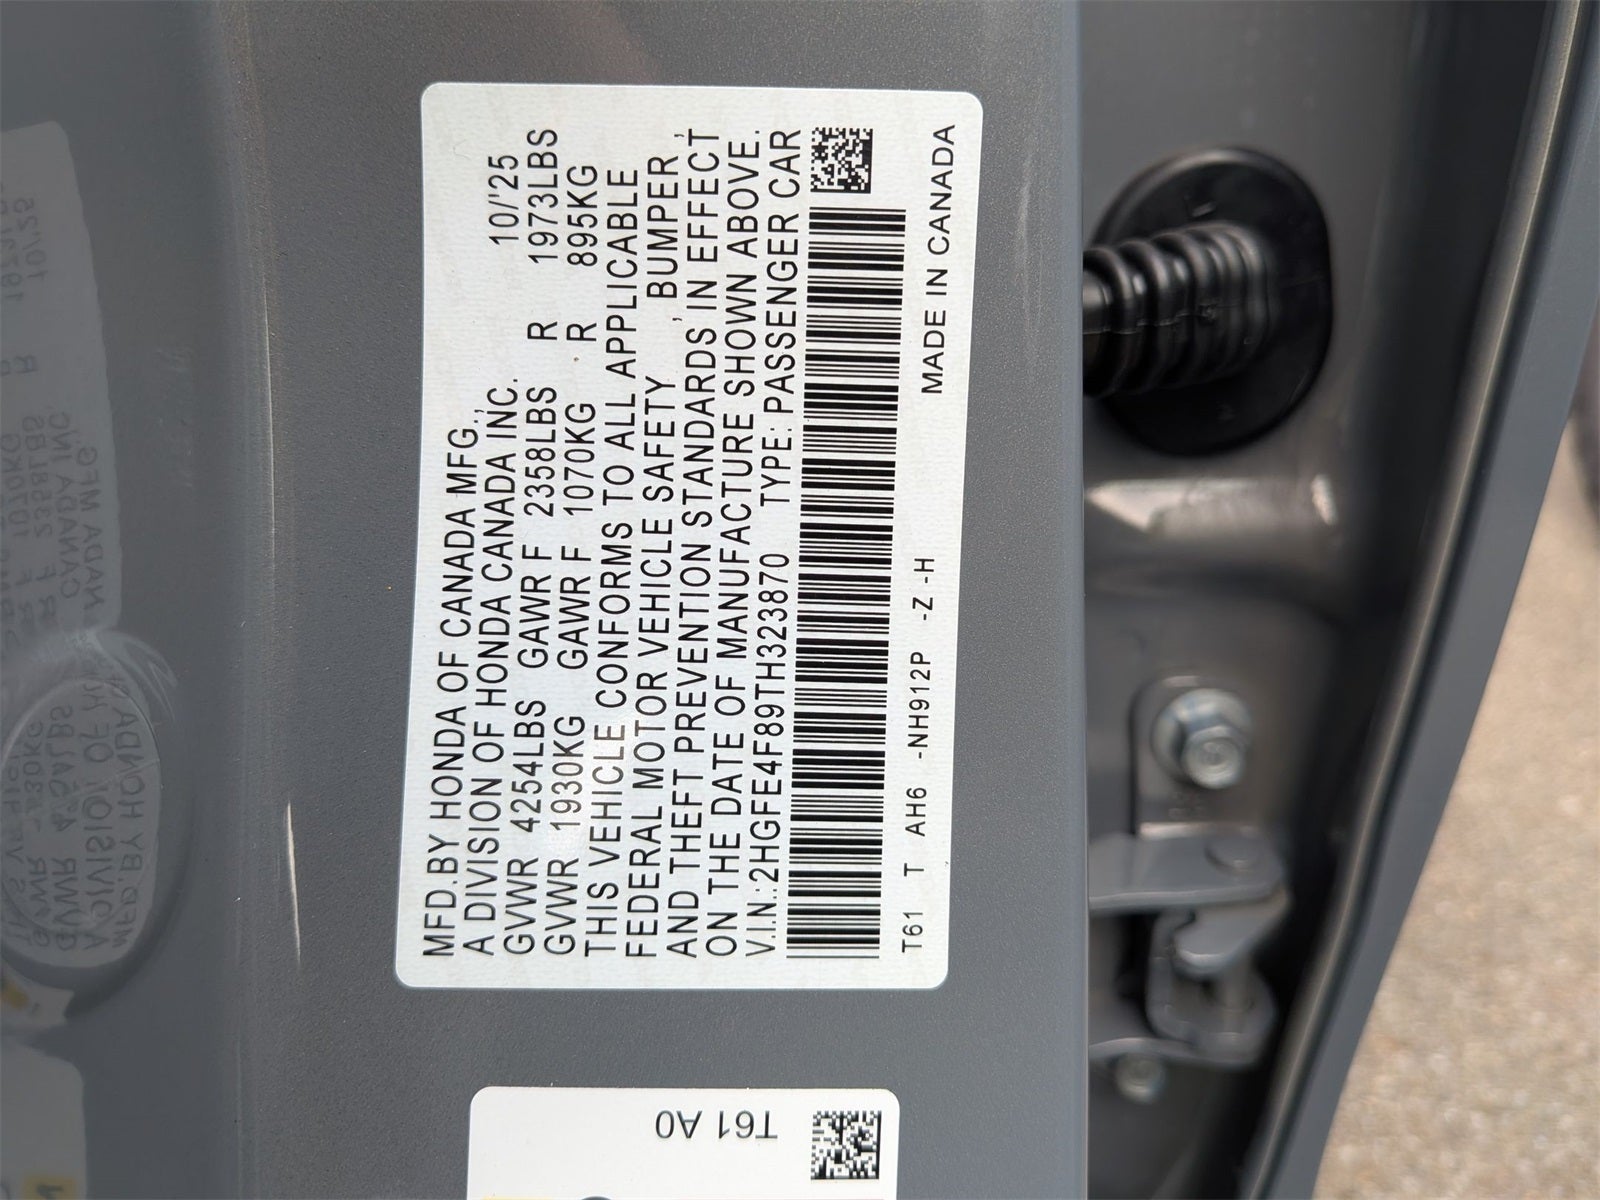 MFD.BY HONDA OF CANADA MFG.,
A DIVISION OF HONDA CANADA INC. 10/'25
GVWR 4254LBS GAWR F 2358LBS R 1973LBS
GVWR 1930KG GAWR F 1070KG R 895KG
THIS VEHICLE CONFORMS TO ALL APPLICABLE
FEDERAL MOTOR VEHICLE SAFETY , BUMPER ,
AND THEFT PREVENTION STANDARDS IN EFFECT
ON THE DATE OF MANUFACTURE SHOWN ABOVE.
V.I.N.:2HGFE4F89TH323870 TYPE: PASSENGER CAR
T61 T AH6 -NH912P -Z -H MADE IN CANADA
T61 A0